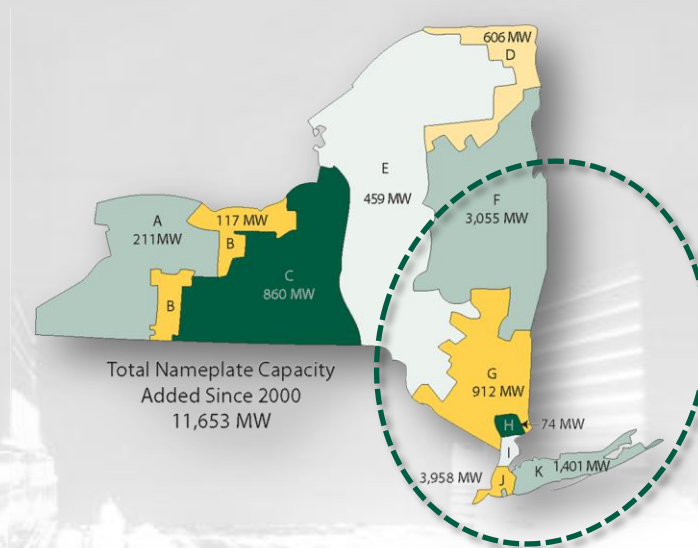 606 MW
D
E
459 MW
F
3,055 MW
A
211MW
117 MW
B
B
C
860 MW
Total Nameplate Capacity
Added Since 2000
11,653 MW
G
912 MW
H
74 MW
I
K 1,401 MW
3,958 MW
J